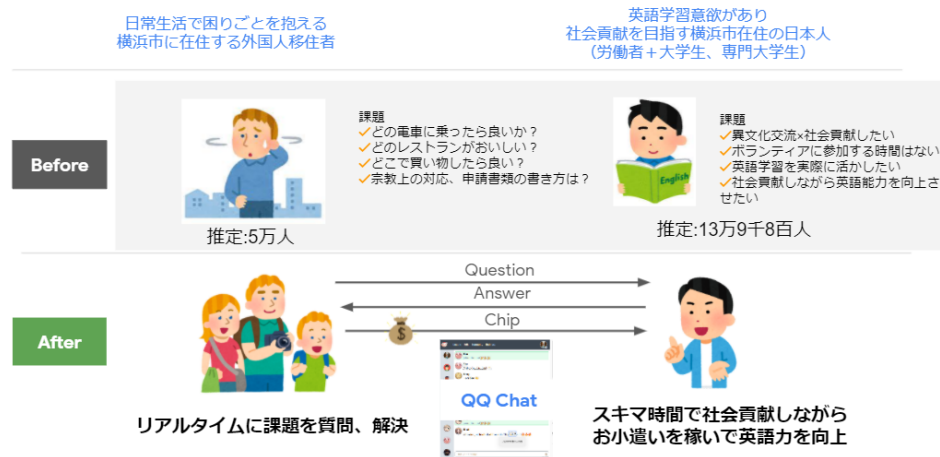 日常生活で困りごとを抱える
横浜市に在住する外国人移住者
英語学習意欲があり
社会貢献を目指す横浜市在住の日本人
（労働者＋大学生、専門大学生）
Before
課題
✓どの電車に乗ったら良いか？
✓どのレストランがおいしい？
✓どこで買い物したら良い？
✓宗教上の対応、申請書類の書き方は？
推定:5万人
English
課題
✓異文化交流×社会貢献したい
✓ボランティアに参加する時間はない
✓英語学習を実際に活かしたい
✓社会貢献しながら英語能力を向上さ
せたい
推定:13万9千8百人
After
Question
Answer
Chip
$
QQ Chat
リアルタイムに課題を質問、解決
スキマ時間で社会貢献しながら
お小遣いを稼いで英語力を向上